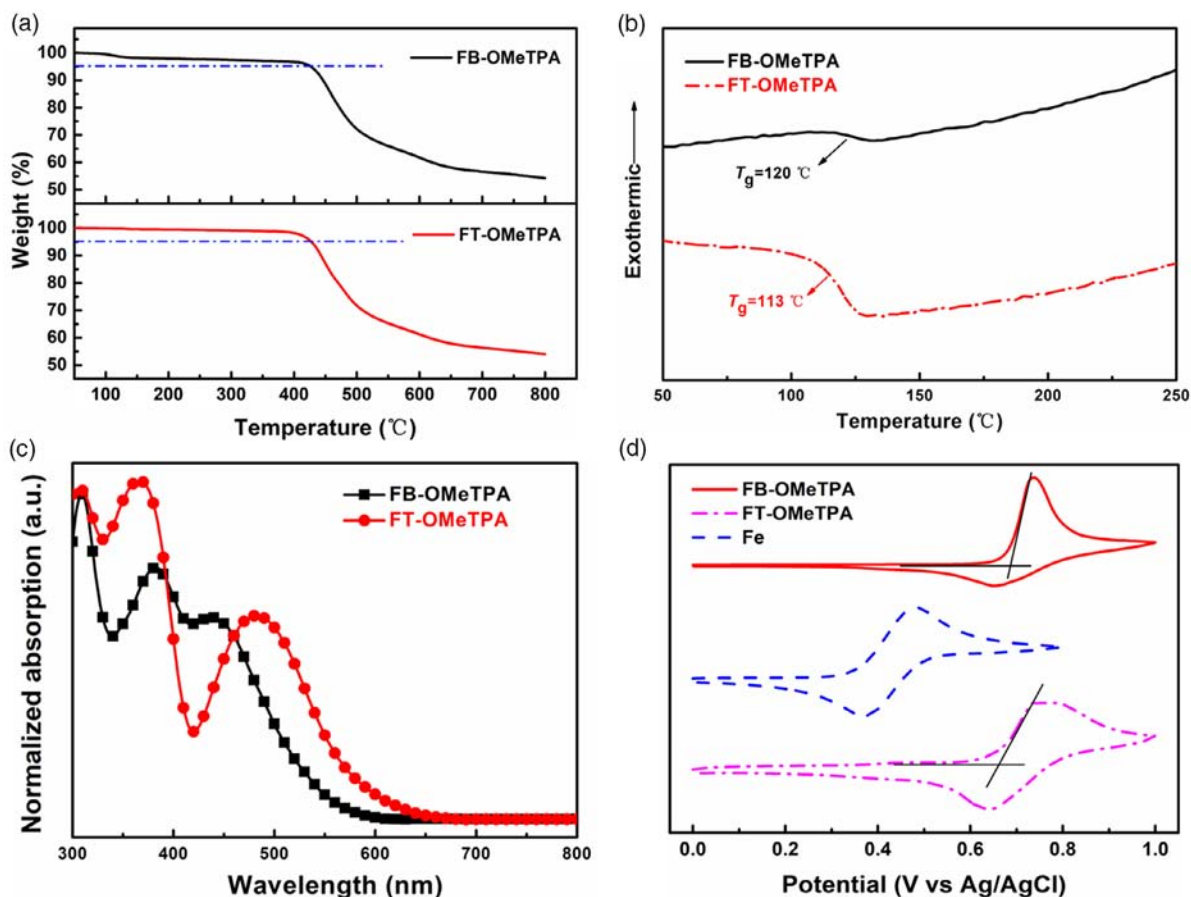 (a)
100
90
80
70
60
50
FB-OMeTPA
100
90
80
70
60
50
FT-OMeTPA
Weight (%)
100 200 300 400 500 600 700 800
Temperature (℃)
(b)
FB-OMeTPA
FT-OMeTPA
Tg=120 ℃
Tg=113 ℃
Exothermic
50 100 150 200 250
Temperature (℃)
(c)
FB-OMeTPA
FT-OMeTPA
Normalized absorption (a.u.)
300 400 500 600 700 800
Wavelength (nm)
(d)
FB-OMeTPA
FT-OMeTPA
Fe
0.0 0.2 0.4 0.6 0.8 1.0
Potential (V vs Ag/AgCl)